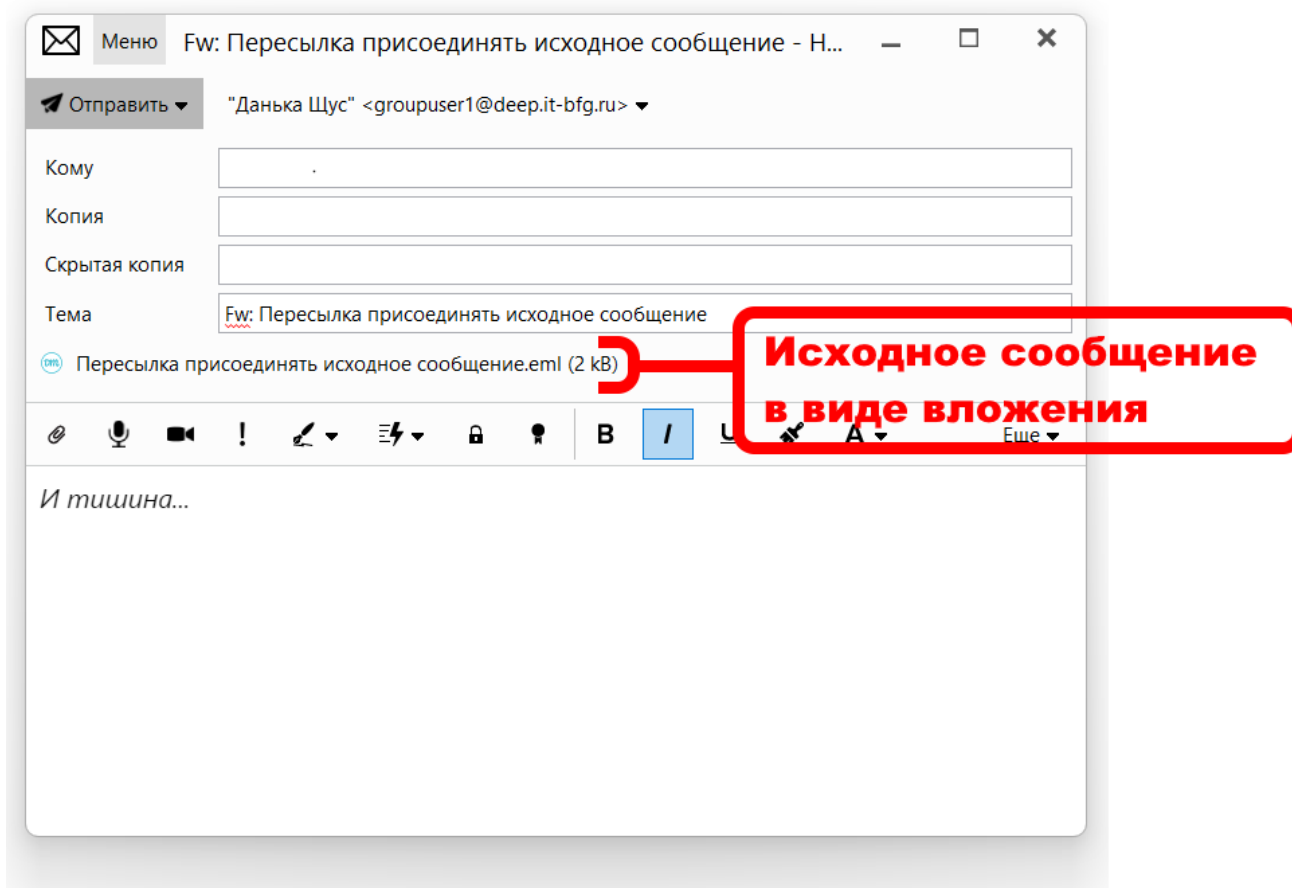 Меню Fw: Пересылка присоединять исходное сообщение - Н...
Отправить "Данька Щус" <groupuser1@deep.it-bfg.ru>
Кому
Копия
Скрытая копия
Тема Fw: Пересылка присоединять исходное сообщение
dm Пересылка присоединять исходное сообщение.eml (2 kB)
Исходное сообщение
в виде вложения
B I U A Еще
И тишина...